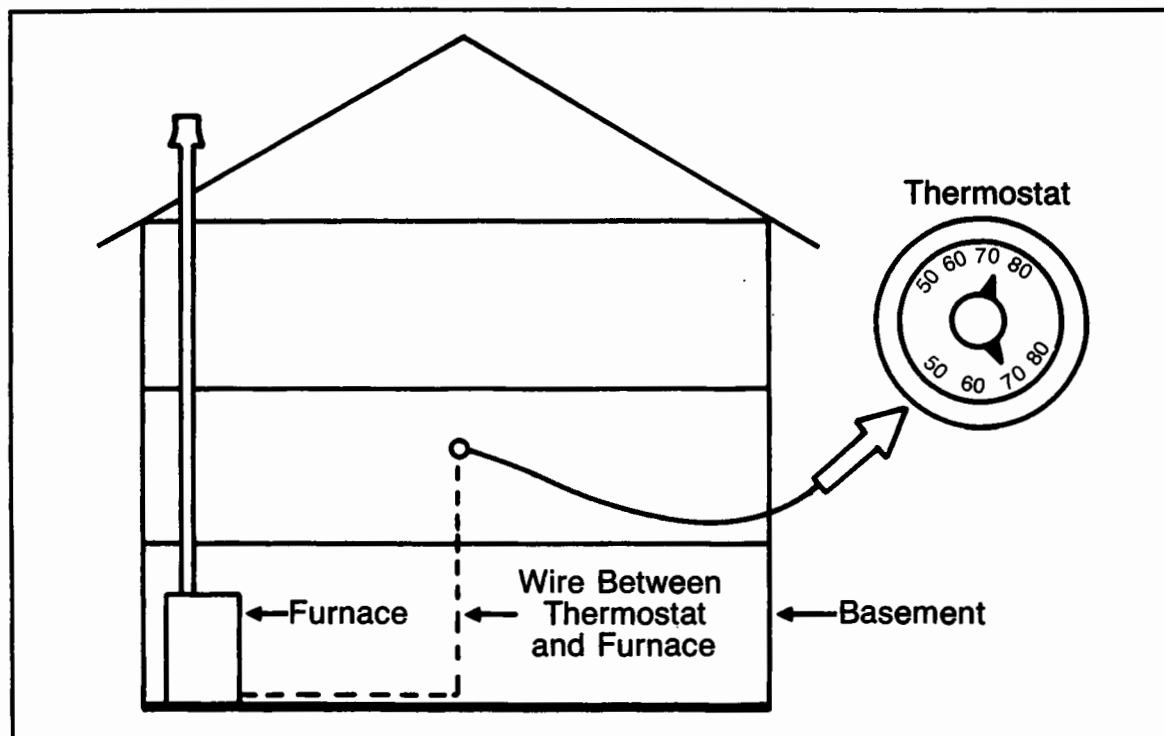 Thermostat
50 60 70 80
50 60 70 80
Furnace
Wire Between
Thermostat
and Furnace
Basement